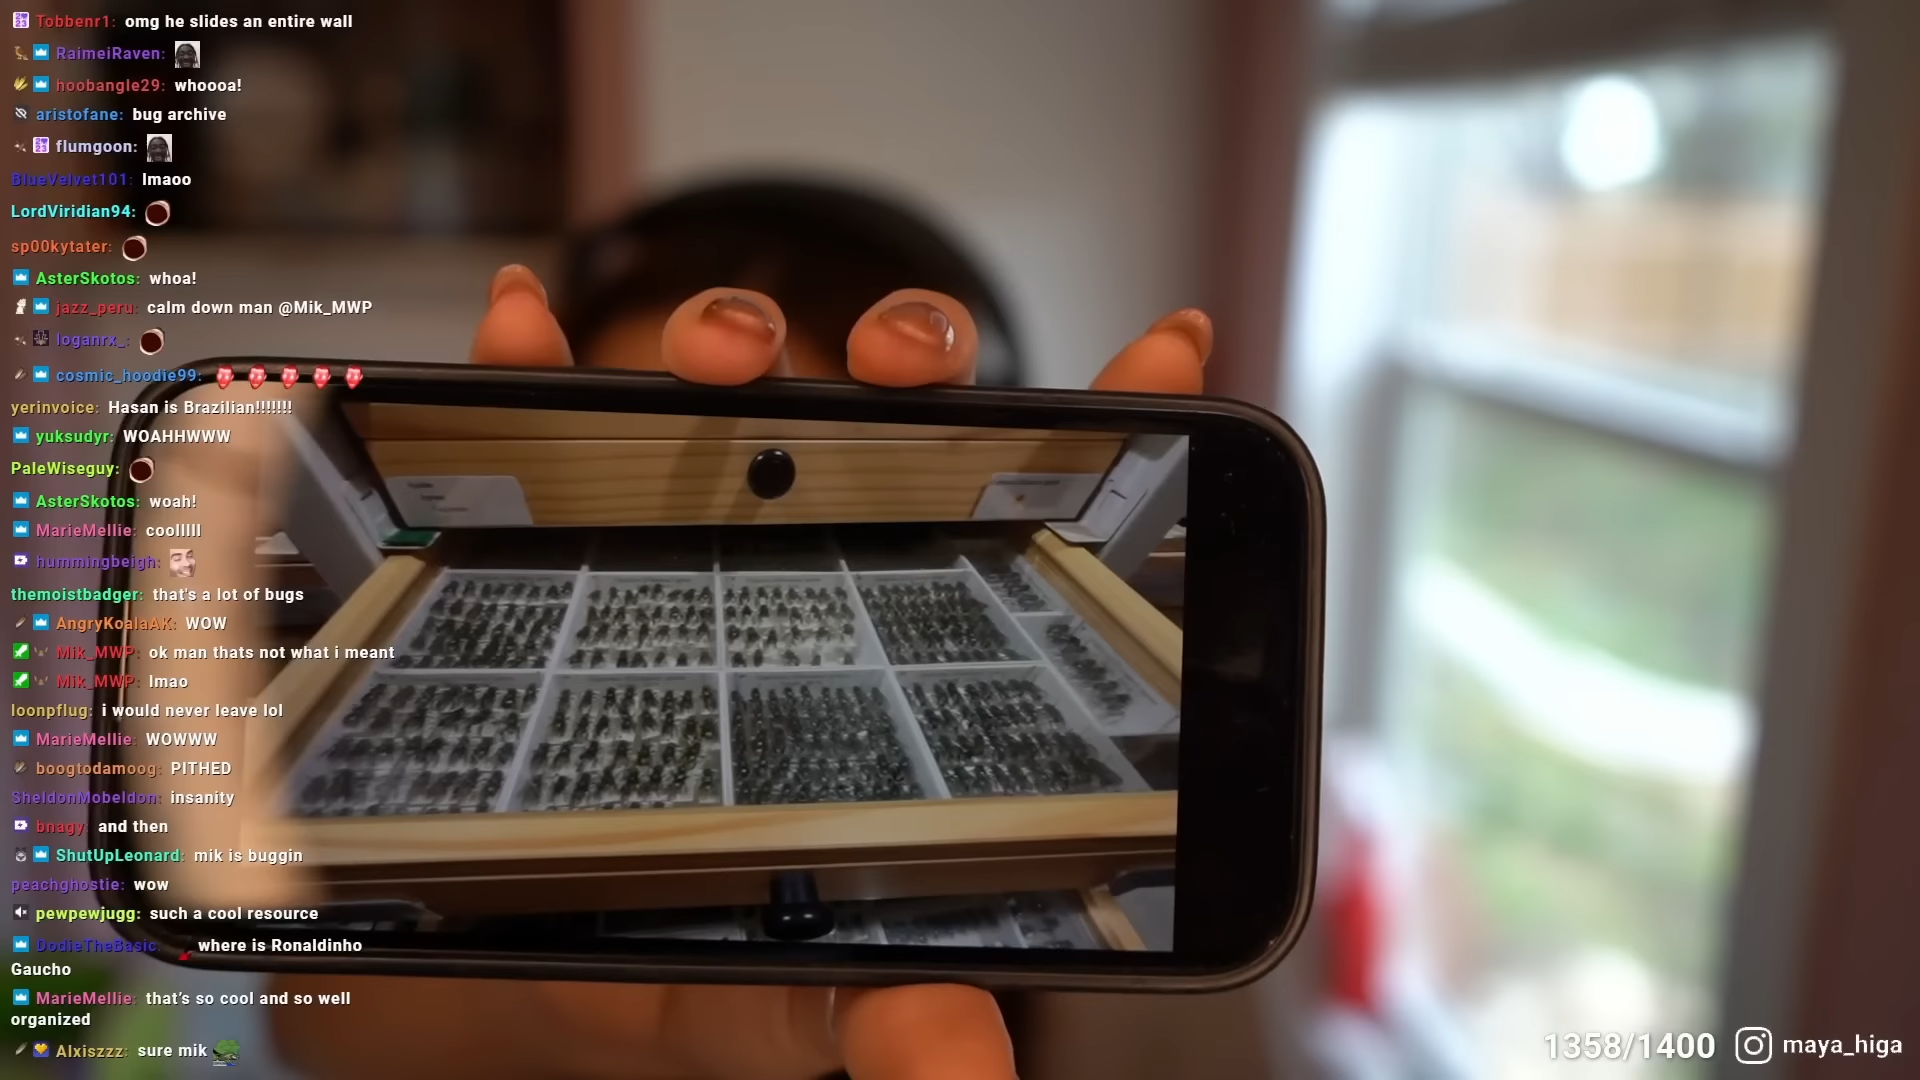 Tobbenr1: omg he slides an entire wall
RaimeiRaven:
hoobangle29: whoooa!
aristofane: bug archive
flumgoon:
BlueVelvet101: lmaoo
LordViridian94:
sp00kytater:
AsterSkotos: whoa!
jazz_peru: calm down man @Mik_MWP
loganrx_:
cosmic_hoodie99:
yerinvoice: Hasan is Brazilian!!!!!!!
yuksudyr: WOAHHWWW
PaleWiseguy:
AsterSkotos: woah!
MarieMellie: coolllll
hummingbeigh:
themoistbadger: that's a lot of bugs
AngryKoalaAK: WOW
Mik_MWP: ok man thats not what i meant
Mik_MWP: lmao
loonpflug: i would never leave lol
MarieMellie: WOWWW
boogtodamoog: PITHED
SheldonMobeldon: insanity
bnagy: and then
ShutUpLeonard: mik is buggin
peachghostie: wow
pewpewjugg: such a cool resource
DodieTheBasic: where is Ronaldinho
Gaucho
MarieMellie: that's so cool and so well
organized
Alxiszzz: sure mik
1358/1400 maya_higa